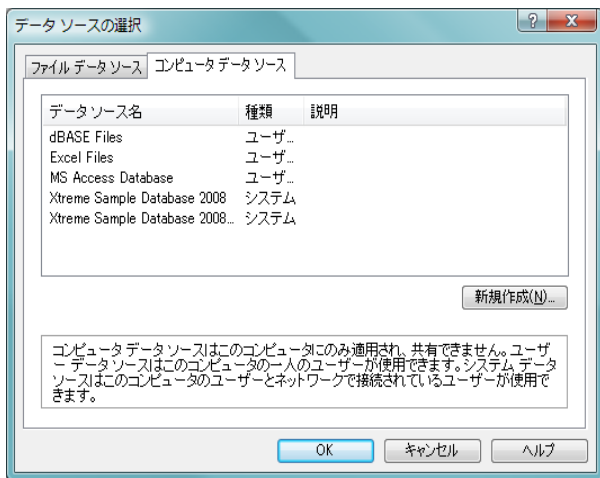 データ ソースの選択
ファイル データ ソース コンピュータ データ ソース
データ ソース名 種類 説明
dBASE Files ユーザ...
Excel Files ユーザ...
MS Access Database ユーザ...
Xtreme Sample Database 2008 システム
Xtreme Sample Database 2008... システム
新規作成(N)...
コンピュータ データ ソースはこのコンピュータにのみ適用され、共有できません。ユーザ
ー データ ソースはこのコンピュータの一人のユーザーが使用できます。システム データ
ソースはこのコンピュータのユーザーとネットワークで接続されているユーザーが使用で
きます。
OK キャンセル ヘルプ